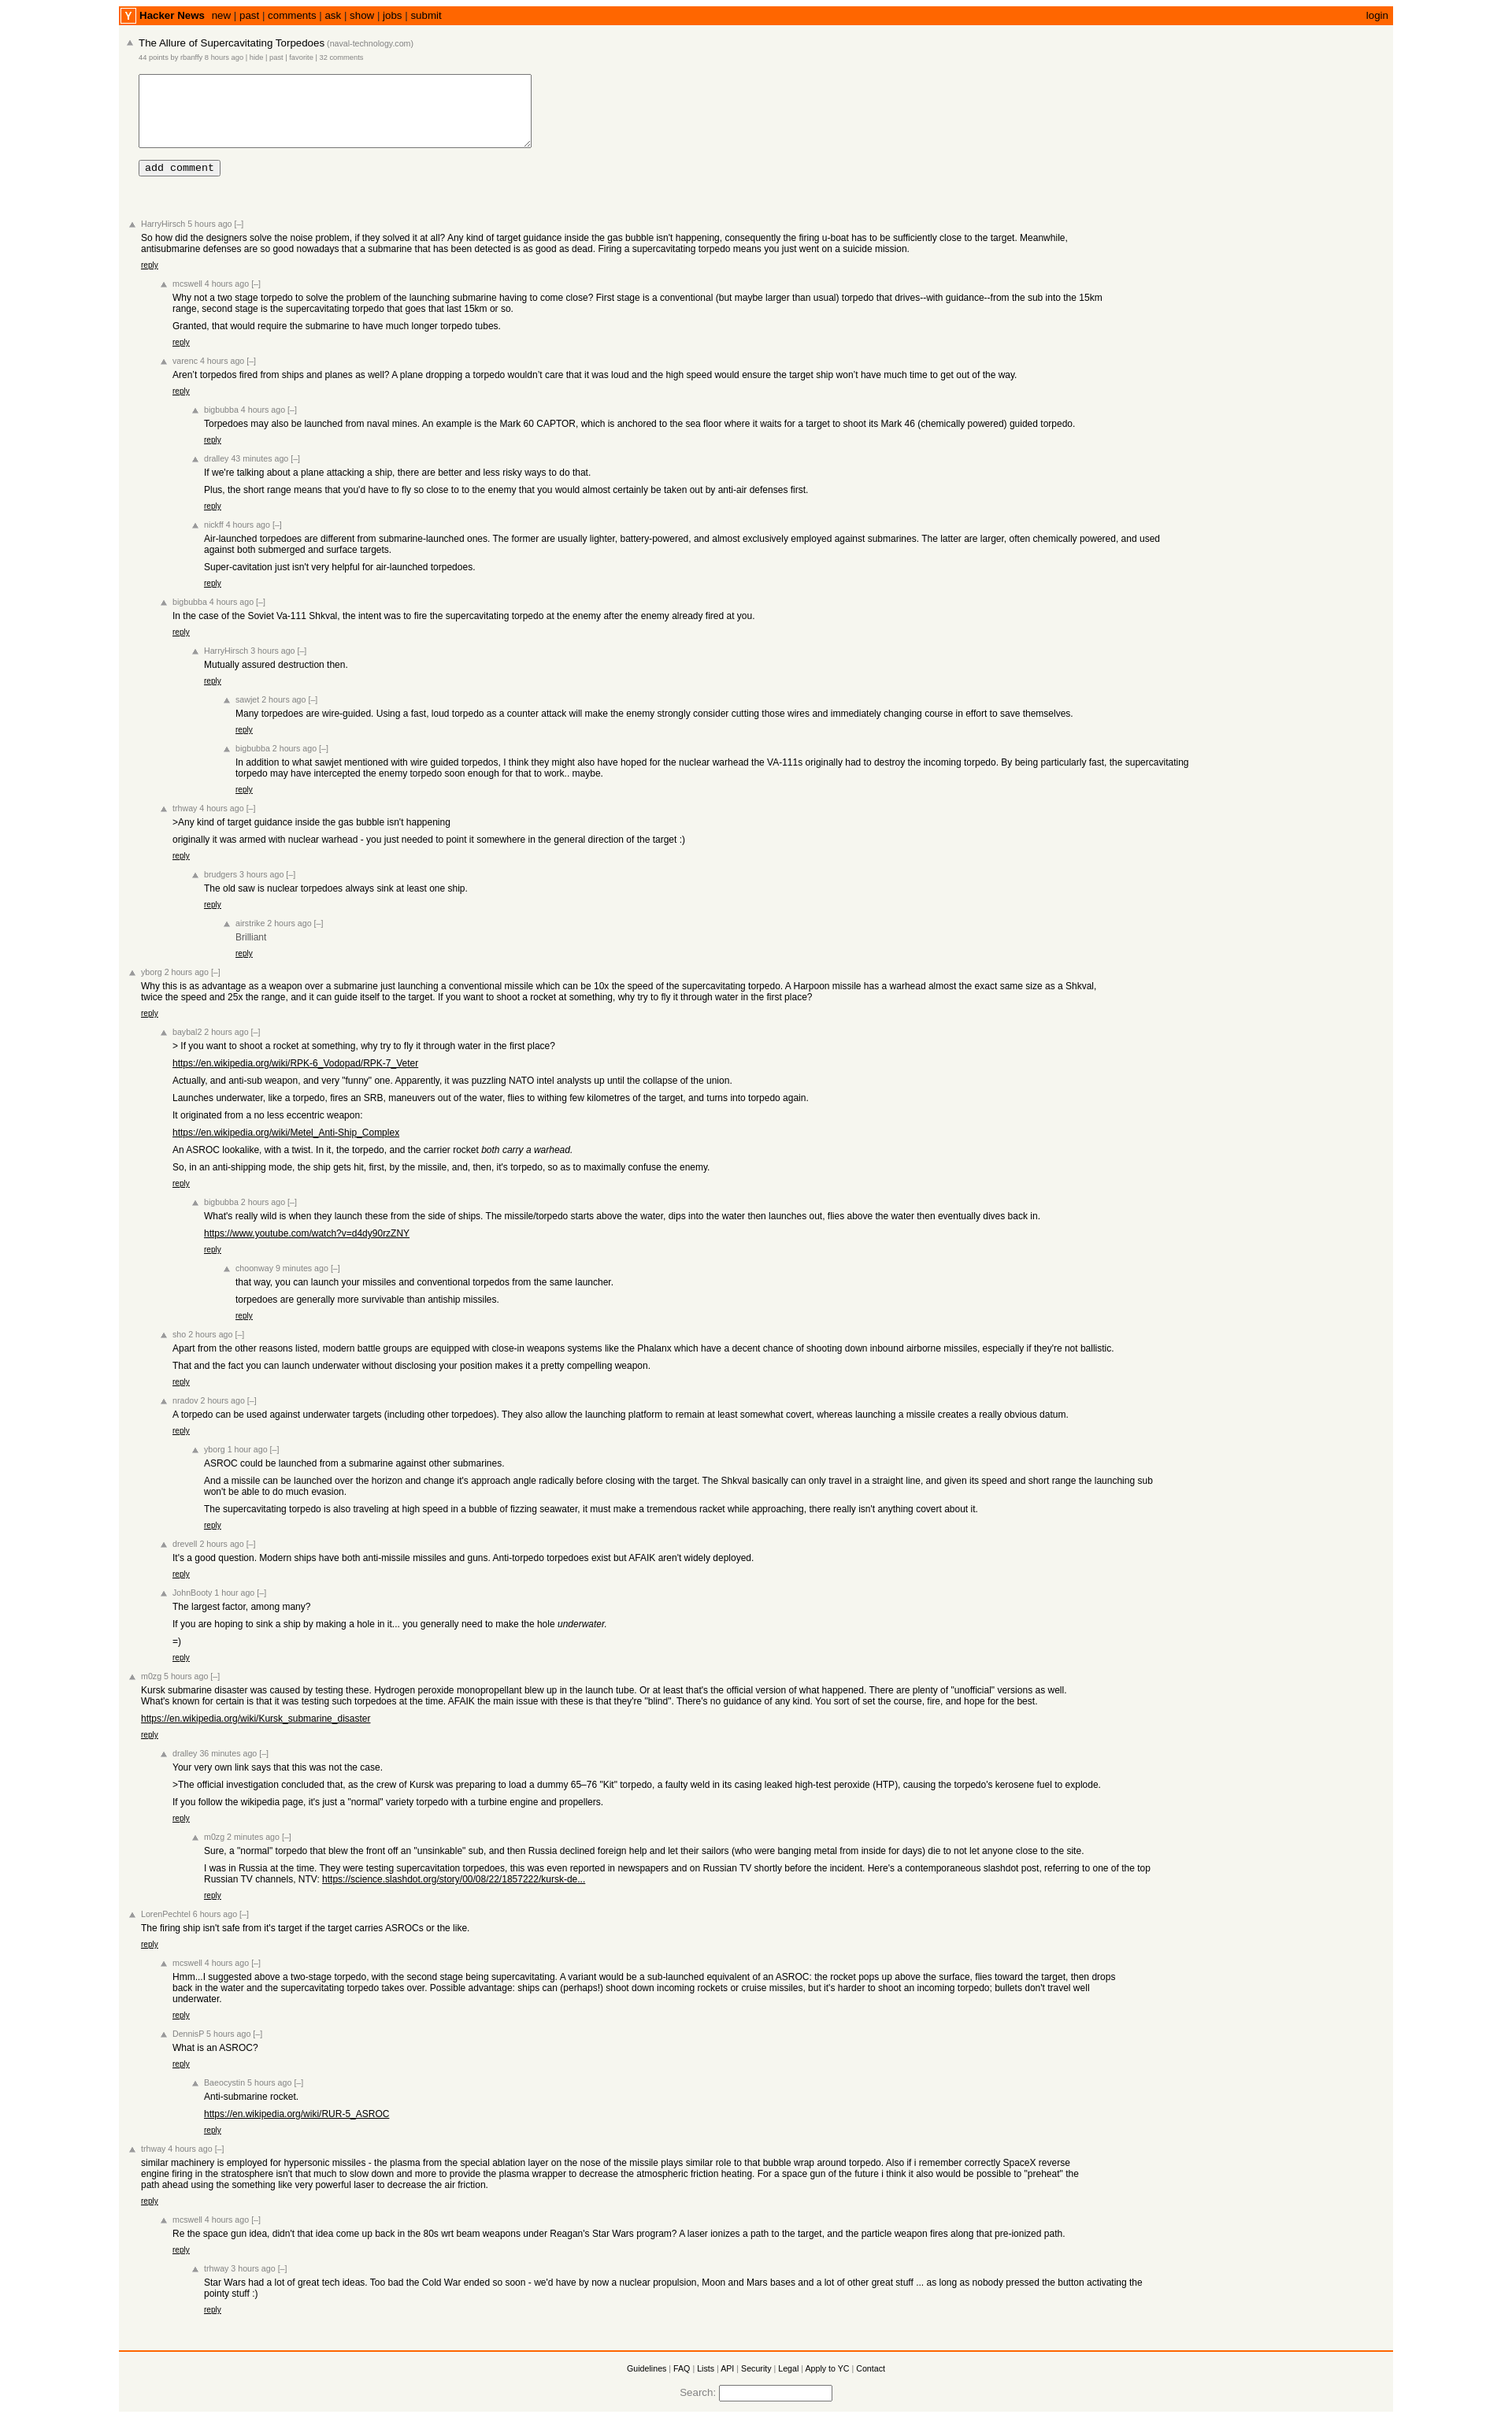 Y Hacker News new | past | comments | ask | show | jobs | submit login
The Allure of Supercavitating Torpedoes (naval-technology.com)
44 points by rbanffy 8 hours ago | hide | past | favorite | 32 comments
add comment
HarryHirsch 5 hours ago [–]
So how did the designers solve the noise problem, if they solved it at all? Any kind of target guidance inside the gas bubble isn't happening, consequently the firing u-boat has to be sufficiently close to the target. Meanwhile,
antisubmarine defenses are so good nowadays that a submarine that has been detected is as good as dead. Firing a supercavitating torpedo means you just went on a suicide mission.
reply
mcswell 4 hours ago [–]
Why not a two stage torpedo to solve the problem of the launching submarine having to come close? First stage is a conventional (but maybe larger than usual) torpedo that drives--with guidance--from the sub into the 15km
range, second stage is the supercavitating torpedo that goes that last 15km or so.
Granted, that would require the submarine to have much longer torpedo tubes.
reply
varenc 4 hours ago [–]
Aren’t torpedos fired from ships and planes as well? A plane dropping a torpedo wouldn’t care that it was loud and the high speed would ensure the target ship won’t have much time to get out of the way.
reply
bigbubba 4 hours ago [–]
Torpedoes may also be launched from naval mines. An example is the Mark 60 CAPTOR, which is anchored to the sea floor where it waits for a target to shoot its Mark 46 (chemically powered) guided torpedo.
reply
dralley 43 minutes ago [–]
If we're talking about a plane attacking a ship, there are better and less risky ways to do that.
Plus, the short range means that you'd have to fly so close to to the enemy that you would almost certainly be taken out by anti-air defenses first.
reply
nickff 4 hours ago [–]
Air-launched torpedoes are different from submarine-launched ones. The former are usually lighter, battery-powered, and almost exclusively employed against submarines. The latter are larger, often chemically powered, and used
against both submerged and surface targets.
Super-cavitation just isn't very helpful for air-launched torpedoes.
reply
bigbubba 4 hours ago [–]
In the case of the Soviet Va-111 Shkval, the intent was to fire the supercavitating torpedo at the enemy after the enemy already fired at you.
reply
HarryHirsch 3 hours ago [–]
Mutually assured destruction then.
reply
sawjet 2 hours ago [–]
Many torpedoes are wire-guided. Using a fast, loud torpedo as a counter attack will make the enemy strongly consider cutting those wires and immediately changing course in effort to save themselves.
reply
bigbubba 2 hours ago [–]
In addition to what sawjet mentioned with wire guided torpedos, I think they might also have hoped for the nuclear warhead the VA-111s originally had to destroy the incoming torpedo. By being particularly fast, the supercavitating
torpedo may have intercepted the enemy torpedo soon enough for that to work.. maybe.
reply
trhway 4 hours ago [–]
>Any kind of target guidance inside the gas bubble isn't happening
originally it was armed with nuclear warhead - you just needed to point it somewhere in the general direction of the target :)
reply
brudgers 3 hours ago [–]
The old saw is nuclear torpedoes always sink at least one ship.
reply
airstrike 2 hours ago [–]
Brilliant
reply
yborg 2 hours ago [–]
Why this is as advantage as a weapon over a submarine just launching a conventional missile which can be 10x the speed of the supercavitating torpedo. A Harpoon missile has a warhead almost the exact same size as a Shkval,
twice the speed and 25x the range, and it can guide itself to the target. If you want to shoot a rocket at something, why try to fly it through water in the first place?
reply
baybal2 2 hours ago [–]
> If you want to shoot a rocket at something, why try to fly it through water in the first place?
https://en.wikipedia.org/wiki/RPK-6_Vodopad/RPK-7_Veter
Actually, and anti-sub weapon, and very "funny" one. Apparently, it was puzzling NATO intel analysts up until the collapse of the union.
Launches underwater, like a torpedo, fires an SRB, maneuvers out of the water, flies to withing few kilometres of the target, and turns into torpedo again.
It originated from a no less eccentric weapon:
https://en.wikipedia.org/wiki/Metel_Anti-Ship_Complex
An ASROC lookalike, with a twist. In it, the torpedo, and the carrier rocket both carry a warhead.
So, in an anti-shipping mode, the ship gets hit, first, by the missile, and, then, it's torpedo, so as to maximally confuse the enemy.
reply
bigbubba 2 hours ago [–]
What's really wild is when they launch these from the side of ships. The missile/torpedo starts above the water, dips into the water then launches out, flies above the water then eventually dives back in.
https://www.youtube.com/watch?v=d4dy90rzZNY
reply
choonway 9 minutes ago [–]
that way, you can launch your missiles and conventional torpedos from the same launcher.
torpedoes are generally more survivable than antiship missiles.
reply
sho 2 hours ago [–]
Apart from the other reasons listed, modern battle groups are equipped with close-in weapons systems like the Phalanx which have a decent chance of shooting down inbound airborne missiles, especially if they're not ballistic.
That and the fact you can launch underwater without disclosing your position makes it a pretty compelling weapon.
reply
nradov 2 hours ago [–]
A torpedo can be used against underwater targets (including other torpedoes). They also allow the launching platform to remain at least somewhat covert, whereas launching a missile creates a really obvious datum.
reply
yborg 1 hour ago [–]
ASROC could be launched from a submarine against other submarines.
And a missile can be launched over the horizon and change it's approach angle radically before closing with the target. The Shkval basically can only travel in a straight line, and given its speed and short range the launching sub
won't be able to do much evasion.
The supercavitating torpedo is also traveling at high speed in a bubble of fizzing seawater, it must make a tremendous racket while approaching, there really isn't anything covert about it.
reply
drevell 2 hours ago [–]
It's a good question. Modern ships have both anti-missile missiles and guns. Anti-torpedo torpedoes exist but AFAIK aren't widely deployed.
reply
JohnBooty 1 hour ago [–]
The largest factor, among many?
If you are hoping to sink a ship by making a hole in it... you generally need to make the hole underwater.
=)
reply
m0zg 5 hours ago [–]
Kursk submarine disaster was caused by testing these. Hydrogen peroxide monopropellant blew up in the launch tube. Or at least that's the official version of what happened. There are plenty of "unofficial" versions as well.
What's known for certain is that it was testing such torpedoes at the time. AFAIK the main issue with these is that they're "blind". There's no guidance of any kind. You sort of set the course, fire, and hope for the best.
https://en.wikipedia.org/wiki/Kursk_submarine_disaster
reply
dralley 36 minutes ago [–]
Your very own link says that this was not the case.
>The official investigation concluded that, as the crew of Kursk was preparing to load a dummy 65–76 "Kit" torpedo, a faulty weld in its casing leaked high-test peroxide (HTP), causing the torpedo's kerosene fuel to explode.
If you follow the wikipedia page, it's just a "normal" variety torpedo with a turbine engine and propellers.
reply
m0zg 2 minutes ago [–]
Sure, a "normal" torpedo that blew the front off an "unsinkable" sub, and then Russia declined foreign help and let their sailors (who were banging metal from inside for days) die to not let anyone close to the site.
I was in Russia at the time. They were testing supercavitation torpedoes, this was even reported in newspapers and on Russian TV shortly before the incident. Here's a contemporaneous slashdot post, referring to one of the top
Russian TV channels, NTV: https://science.slashdot.org/story/00/08/22/1857222/kursk-de...
reply
LorenPechtel 6 hours ago [–]
The firing ship isn't safe from it's target if the target carries ASROCs or the like.
reply
mcswell 4 hours ago [–]
Hmm...I suggested above a two-stage torpedo, with the second stage being supercavitating. A variant would be a sub-launched equivalent of an ASROC: the rocket pops up above the surface, flies toward the target, then drops
back in the water and the supercavitating torpedo takes over. Possible advantage: ships can (perhaps!) shoot down incoming rockets or cruise missiles, but it's harder to shoot an incoming torpedo; bullets don't travel well
underwater.
reply
DennisP 5 hours ago [–]
What is an ASROC?
reply
Baeocystin 5 hours ago [–]
Anti-submarine rocket.
https://en.wikipedia.org/wiki/RUR-5_ASROC
reply
trhway 4 hours ago [–]
similar machinery is employed for hypersonic missiles - the plasma from the special ablation layer on the nose of the missile plays similar role to that bubble wrap around torpedo. Also if i remember correctly SpaceX reverse
engine firing in the stratosphere isn't that much to slow down and more to provide the plasma wrapper to decrease the atmospheric friction heating. For a space gun of the future i think it also would be possible to "preheat" the
path ahead using the something like very powerful laser to decrease the air friction.
reply
mcswell 4 hours ago [–]
Re the space gun idea, didn't that idea come up back in the 80s wrt beam weapons under Reagan's Star Wars program? A laser ionizes a path to the target, and the particle weapon fires along that pre-ionized path.
reply
trhway 3 hours ago [–]
Star Wars had a lot of great tech ideas. Too bad the Cold War ended so soon - we'd have by now a nuclear propulsion, Moon and Mars bases and a lot of other great stuff ... as long as nobody pressed the button activating the
pointy stuff :)
reply
Guidelines | FAQ | Lists | API | Security | Legal | Apply to YC | Contact
Search: